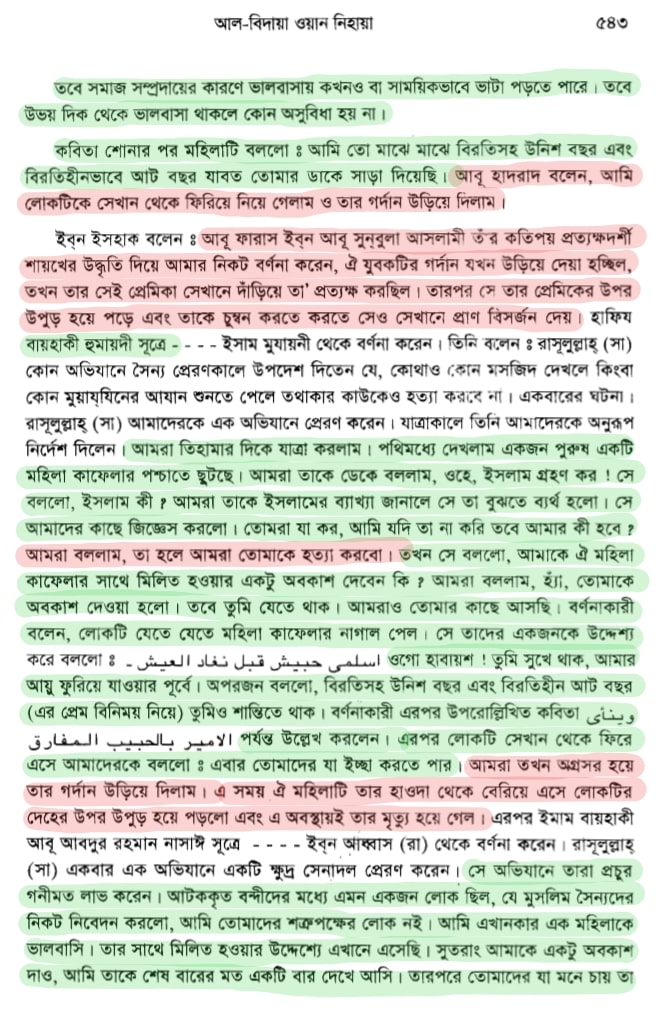 আল-বিদায়া ওয়ান নিহায়া ৫৪৩
তবে সমাজ সম্প্রদায়ের কারণে ভালবাসায় কখনও বা সাময়িকভাবে ভাটা পড়তে পারে। তবে
উভয় দিক থেকে ভালবাসা থাকলে কোন অসুবিধা হয় না।
কবিতা শোনার পর মহিলাটি বললো ঃ আমি তো মাঝে মাঝে বিরতিসহ উনিশ বছর এবং
বিরতিহীনভাবে আট বছর যাবত তোমার ডাকে সাড়া দিয়েছি। আবূ হাদরাদ বলেন, আমি
লোকটিকে সেখান থেকে ফিরিয়ে নিয়ে গেলাম ও তার গর্দান উড়িয়ে দিলাম।
ইব্ন ইসহাক বলেন ঃ আবূ ফারাস ইব্ন আবূ সুনবুলা আসলামী তাঁর কতিপয় প্রত্যক্ষদর্শী
শায়খের উদ্ধৃতি দিয়ে আমার নিকট বর্ণনা করেন, ঐ যুবকটির গর্দান যখন উড়িয়ে দেয়া হচ্ছিল,
তখন তার সেই প্রেমিকা সেখানে দাঁড়িয়ে তা' প্রত্যক্ষ করছিল। তারপর সে তার প্রেমিকের উপর
উপুড় হয়ে পড়ে এবং তাকে চুম্বন করতে করতে সেও সেখানে প্রাণ বিসর্জন দেয়। হাফিয
বায়হাকী হুমায়দী সূত্রে - - - - ইসাম মুযায়নী থেকে বর্ণনা করেন। তিনি বলেন ঃ রাসূলুল্লাহ্ (সা)
কোন অভিযানে সৈন্য প্রেরণকালে উপদেশ দিতেন যে, কোথাও কোন মসজিদ দেখলে কিংবা
কোন মুয়াযযিনের আযান শুনতে পেলে তথাকার কাউকেও হত্যা করবে না। একবারের ঘটনা।
রাসূলুল্লাহ্ (সা) আমাদেরকে এক অভিযানে প্রেরণ করেন। যাত্রাকালে তিনি আমাদেরকে অনুরূপ
নির্দেশ দিলেন। আমরা তিহামার দিকে যাত্রা করলাম। পথিমধ্যে দেখলাম একজন পুরুষ একটি
মহিলা কাফেলার পশ্চাতে ছুটছে। আমরা তাকে ডেকে বললাম, ওহে, ইসলাম গ্রহণ কর ! সে
বললো, ইসলাম কী ? আমরা তাকে ইসলামের ব্যাখ্যা জানালে সে তা বুঝতে ব্যর্থ হলো। সে
আমাদের কাছে জিজ্ঞেস করলো। তোমরা যা কর, আমি যদি তা না করি তবে আমার কী হবে ?
আমরা বললাম, তা হলে আমরা তোমাকে হত্যা করবো। তখন সে বললো, আমাকে ঐ মহিলা
কাফেলার সাথে মিলিত হওয়ার একটু অবকাশ দেবেন কি ? আমরা বললাম, হ্যাঁ, তোমাকে
অবকাশ দেওয়া হলো। তবে তুমি যেতে থাক। আমরাও তোমার কাছে আসছি। বর্ণনাকারী
বলেন, লোকটি যেতে যেতে মহিলা কাফেলার নাগাল পেল। সে তাদের একজনকে উদ্দেশ্য
করে বললো ঃ اسلمى حبيش قبل نفاد العيش - ওগো হাবায়শ ! তুমি সুখে থাক, আমার
আয়ু ফুরিয়ে যাওয়ার পূর্বে। অপরজন বললো, বিরতিসহ উনিশ বছর এবং বিরতিহীন আট বছর
(এর প্রেম বিনিময় নিয়ে) তুমিও শান্তিতে থাক। বর্ণনাকারী এরপর উপরোল্লিখিত কবিতা وينأى
الامير بالحبيب المفارق পর্যন্ত উল্লেখ করলেন। এরপর লোকটি সেখান থেকে ফিরে
এসে আমাদেরকে বললো ঃ এবার তোমাদের যা ইচ্ছা করতে পার। আমরা তখন অগ্রসর হয়ে
তার গর্দান উড়িয়ে দিলাম। এ সময় ঐ মহিলাটি তার হাওদা থেকে বেরিয়ে এসে লোকটির
দেহের উপর উপুড় হয়ে পড়লো এবং এ অবস্থায়ই তার মৃত্যু হয়ে গেল। এরপর ইমাম বায়হাকী
আবূ আবদুর রহমান নাসাঈ সূত্রে - - - - ইব্ন আব্বাস (রা) থেকে বর্ণনা করেন। রাসূলুল্লাহ্
(সা) একবার এক অভিযানে একটি ক্ষুদ্র সেনাদল প্রেরণ করেন। সে অভিযানে তারা প্রচুর
গনীমত লাভ করেন। আটককৃত বন্দীদের মধ্যে এমন একজন লোক ছিল, যে মুসলিম সৈন্যদের
নিকট নিবেদন করলো, আমি তোমাদের শত্রুপক্ষের লোক নই। আমি এখানকার এক মহিলাকে
ভালবাসি। তার সাথে মিলিত হওয়ার উদ্দেশ্যে এখানে এসেছি। সুতরাং আমাকে একটু অবকাশ
দাও, আমি তাকে শেষ বারের মত একটি বার দেখে আসি। তারপরে তোমাদের যা মনে চায় তা